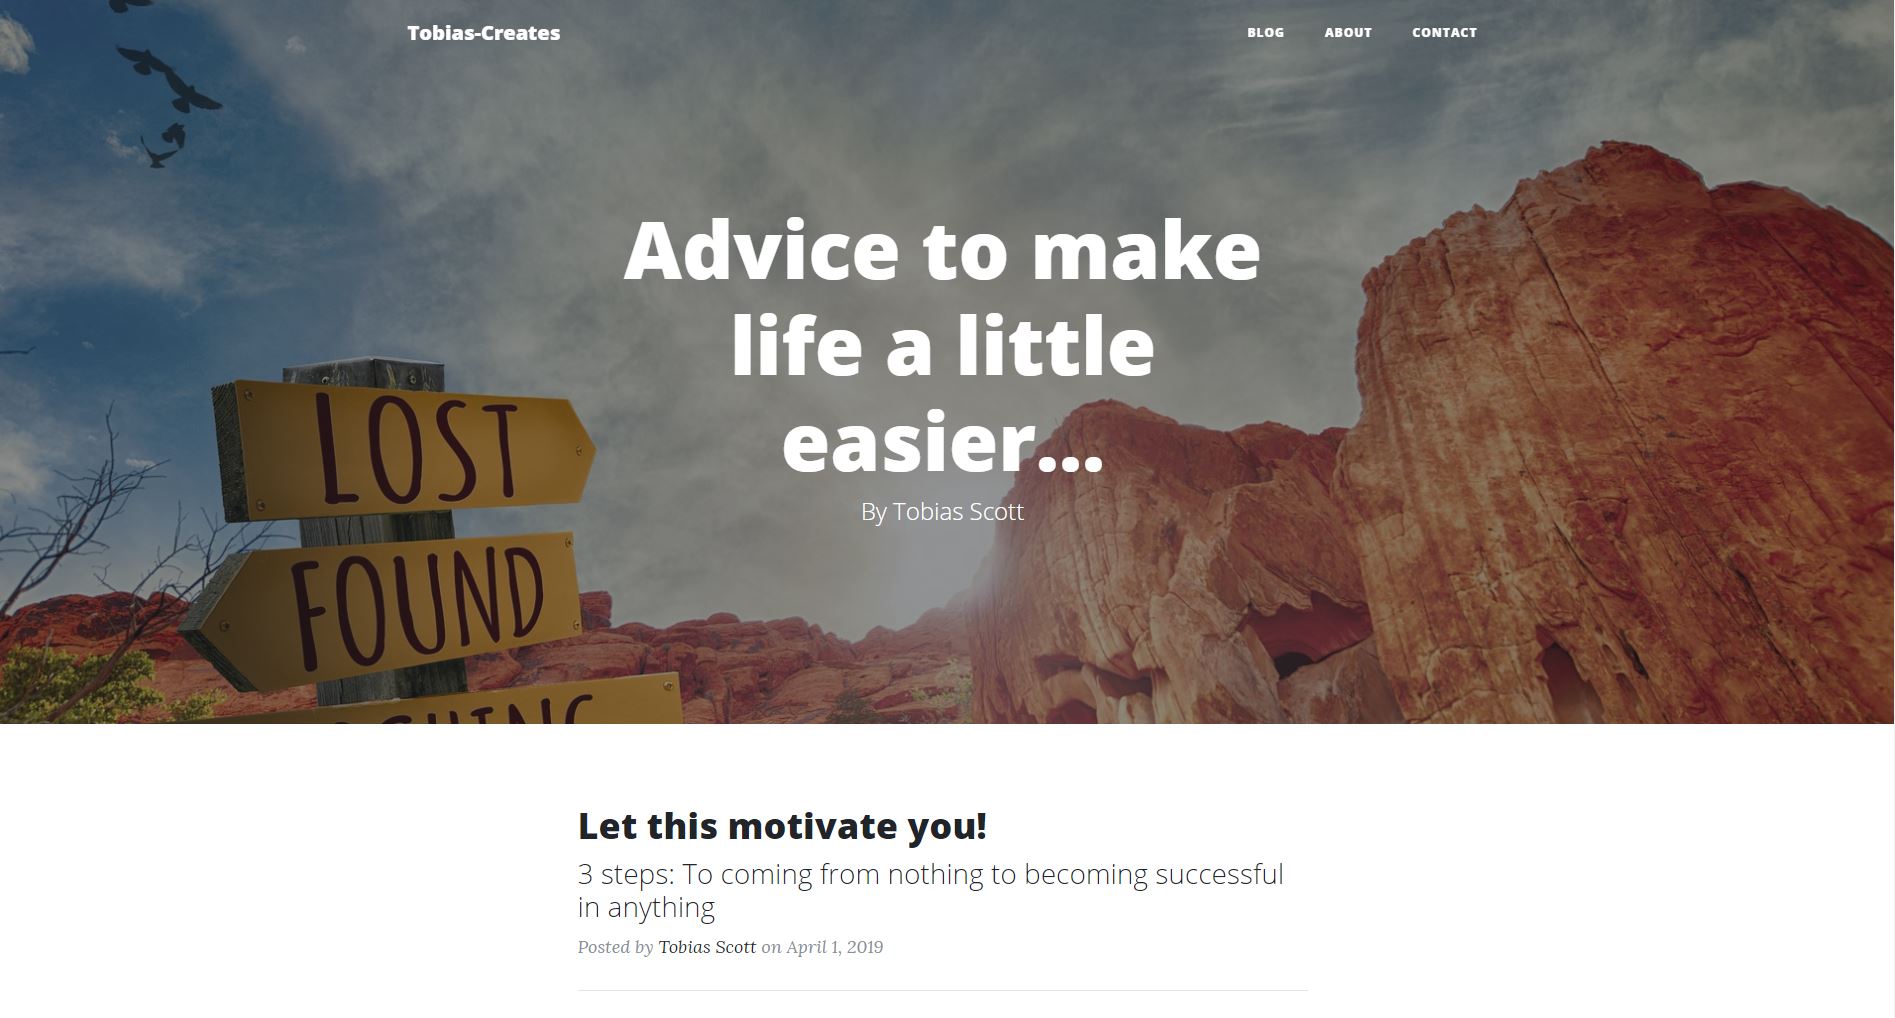 Tobias-Creates
BLOG ABOUT CONTACT
Advice to make
life a little
easier...
By Tobias Scott
LOST
FOUND
Let this motivate you!
3 steps: To coming from nothing to becoming successful
in anything
Posted by Tobias Scott on April 1, 2019